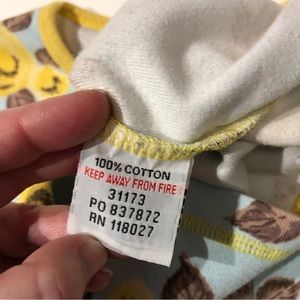 100% COTTON
KEEP AWAY FROM FIRE
31173
PO 837872
RN 118027